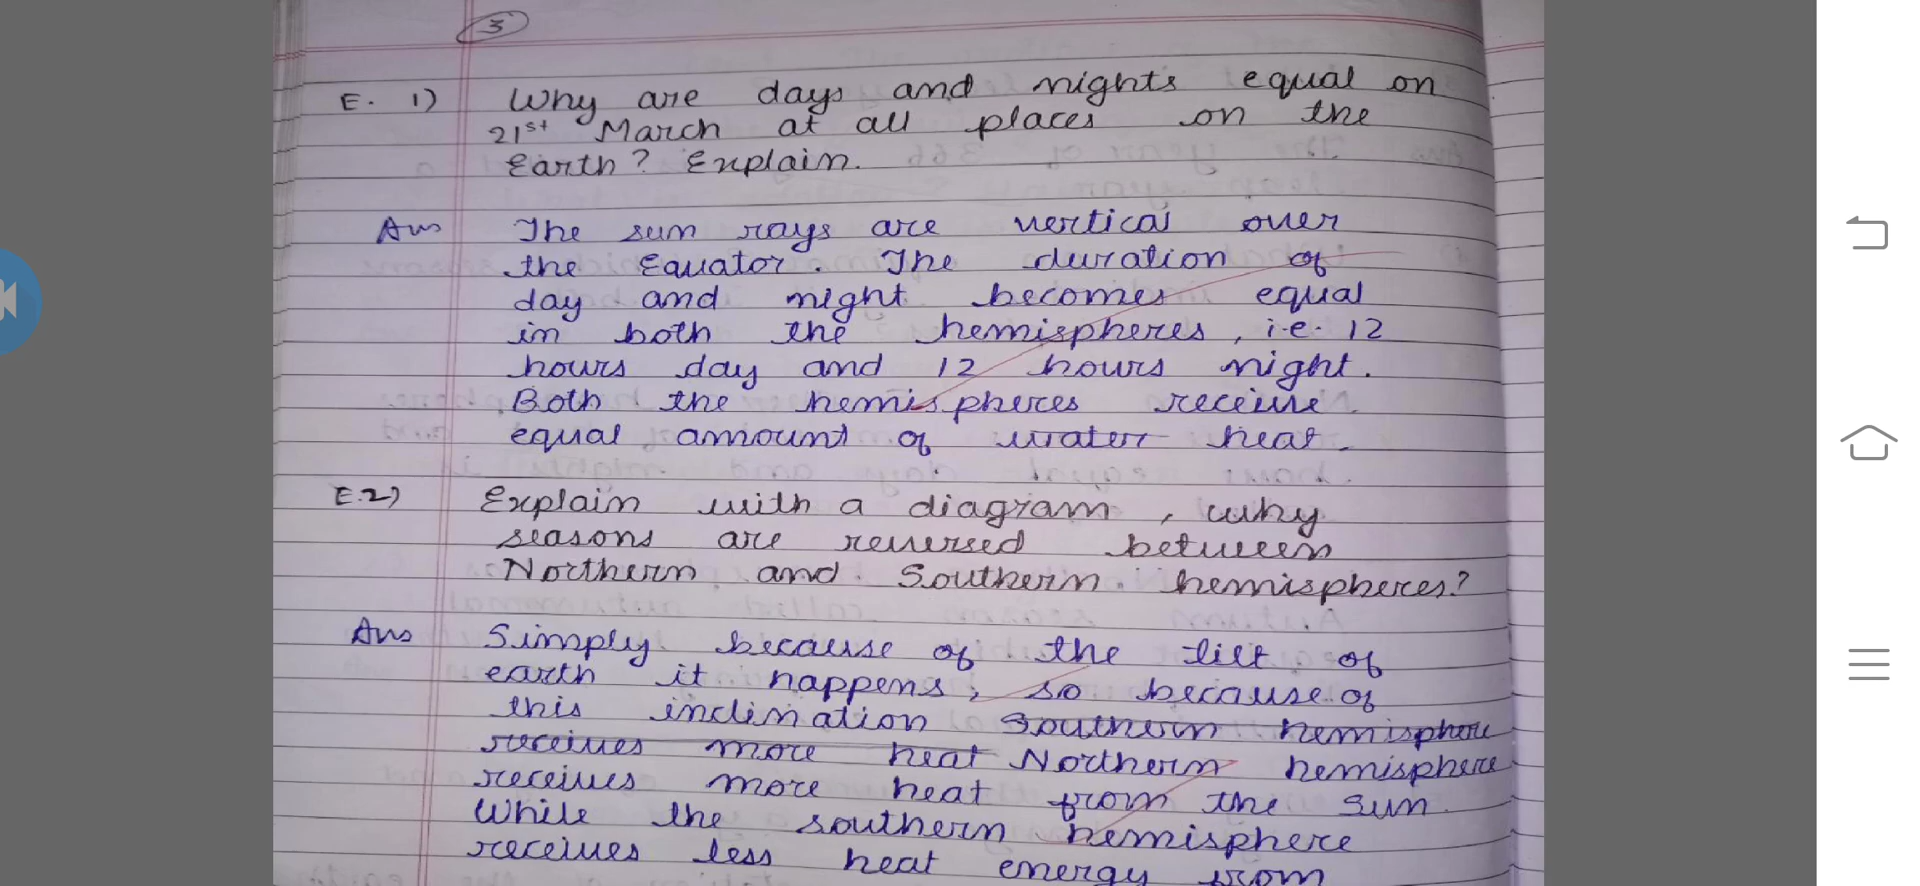 3
E. 1) Why are days and nights equal on
21st March at all places on the
Earth? Explain.
Ans The sun rays are vertical over
the Equator. The duration of
day and night becomes equal
in both the hemispheres, i.e. 12
hours day and 12 hours night.
Both the hemispheres receive
equal amount of water heat.
E.2) Explain with a diagram, why
seasons are reversed between
Northern and Southern hemispheres?
Ans Simply because of the tilt of
earth it happens, so because of
this inclination Southern hemisphere
receives more heat Northern hemisphere
receives more heat from the sun.
While the southern hemisphere
receives less heat energy from